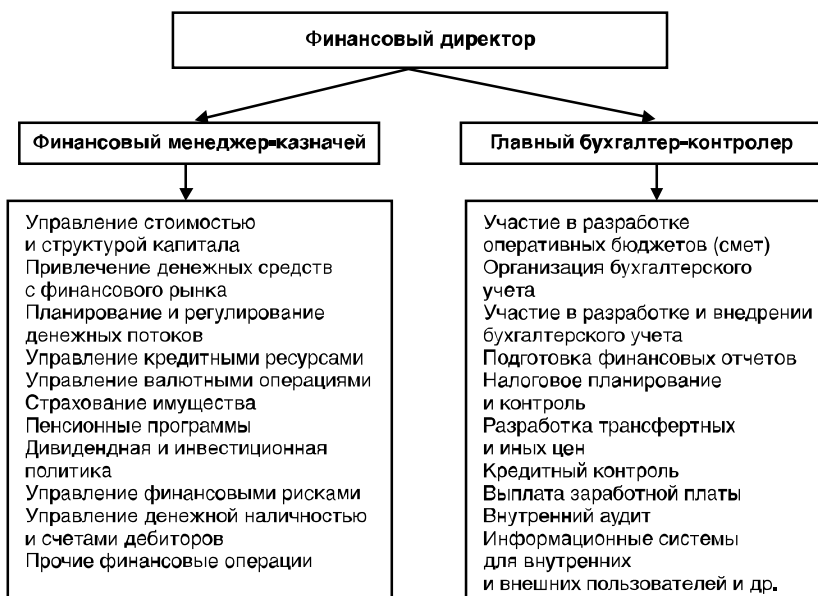 Финансовый директор
Финансовый менеджер-казначей
Главный бухгалтер-контролер
Управление стоимостью
и структурой капитала
Привлечение денежных средств
с финансового рынка
Планирование и регулирование
денежных потоков
Управление кредитными ресурсами
Управление валютными операциями
Страхование имущества
Пенсионные программы
Дивидендная и инвестиционная
политика
Управление финансовыми рисками
Управление денежной наличностью
и счетами дебиторов
Прочие финансовые операции
Участие в разработке
оперативных бюджетов (смет)
Организация бухгалтерского
учета
Участие в разработке и внедрении
бухгалтерского учета
Подготовка финансовых отчетов
Налоговое планирование
и контроль
Разработка трансфертных
и иных цен
Кредитный контроль
Выплата заработной платы
Внутренний аудит
Информационные системы
для внутренних
и внешних пользователей и др.